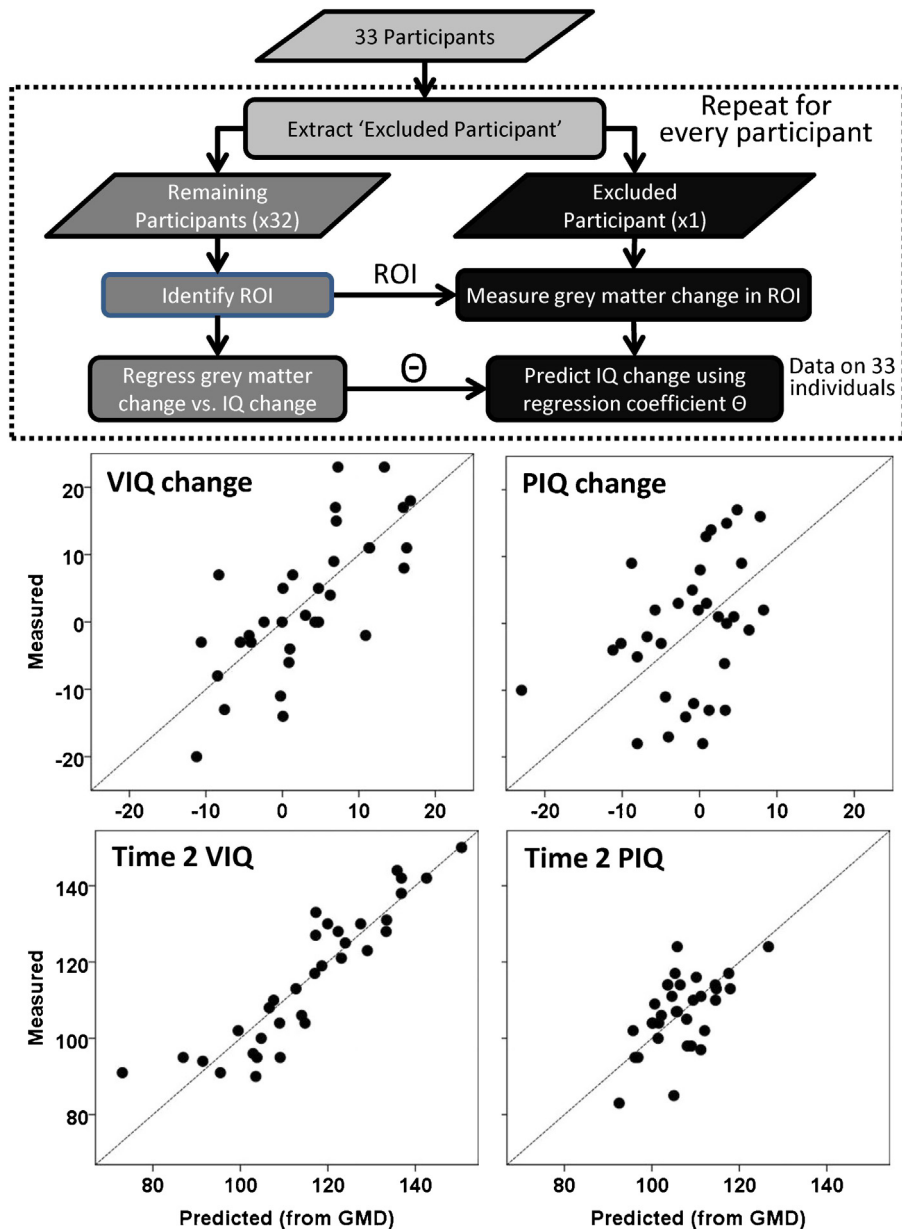 33 Participants
Extract ‘Excluded Participant’
Repeat for
every participant
Remaining
Participants (x32)
Excluded
Participant (x1)
Identify ROI
ROI
Measure grey matter change in ROI
Regress grey matter
change vs. IQ change
Θ
Predict IQ change using
regression coefficient Θ
Data on 33
individuals
VIQ change
Measured
20
10
0
-10
-20
-20
-10
0
10
20
PIQ change
-20
-10
0
10
20
Time 2 VIQ
Measured
140
120
100
80
80
100
120
140
Predicted (from GMD)
Time 2 PIQ
80
100
120
140
Predicted (from GMD)